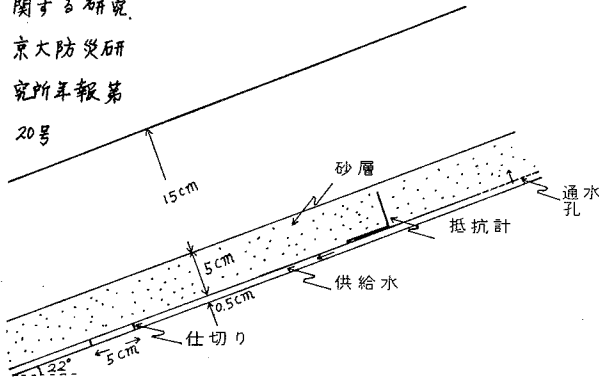 関する研究.
京大防災研
究所年報第
20号
15cm
砂層
通水
孔
抵抗計
5cm
供給水
0.5cm
仕切り
5cm
22°